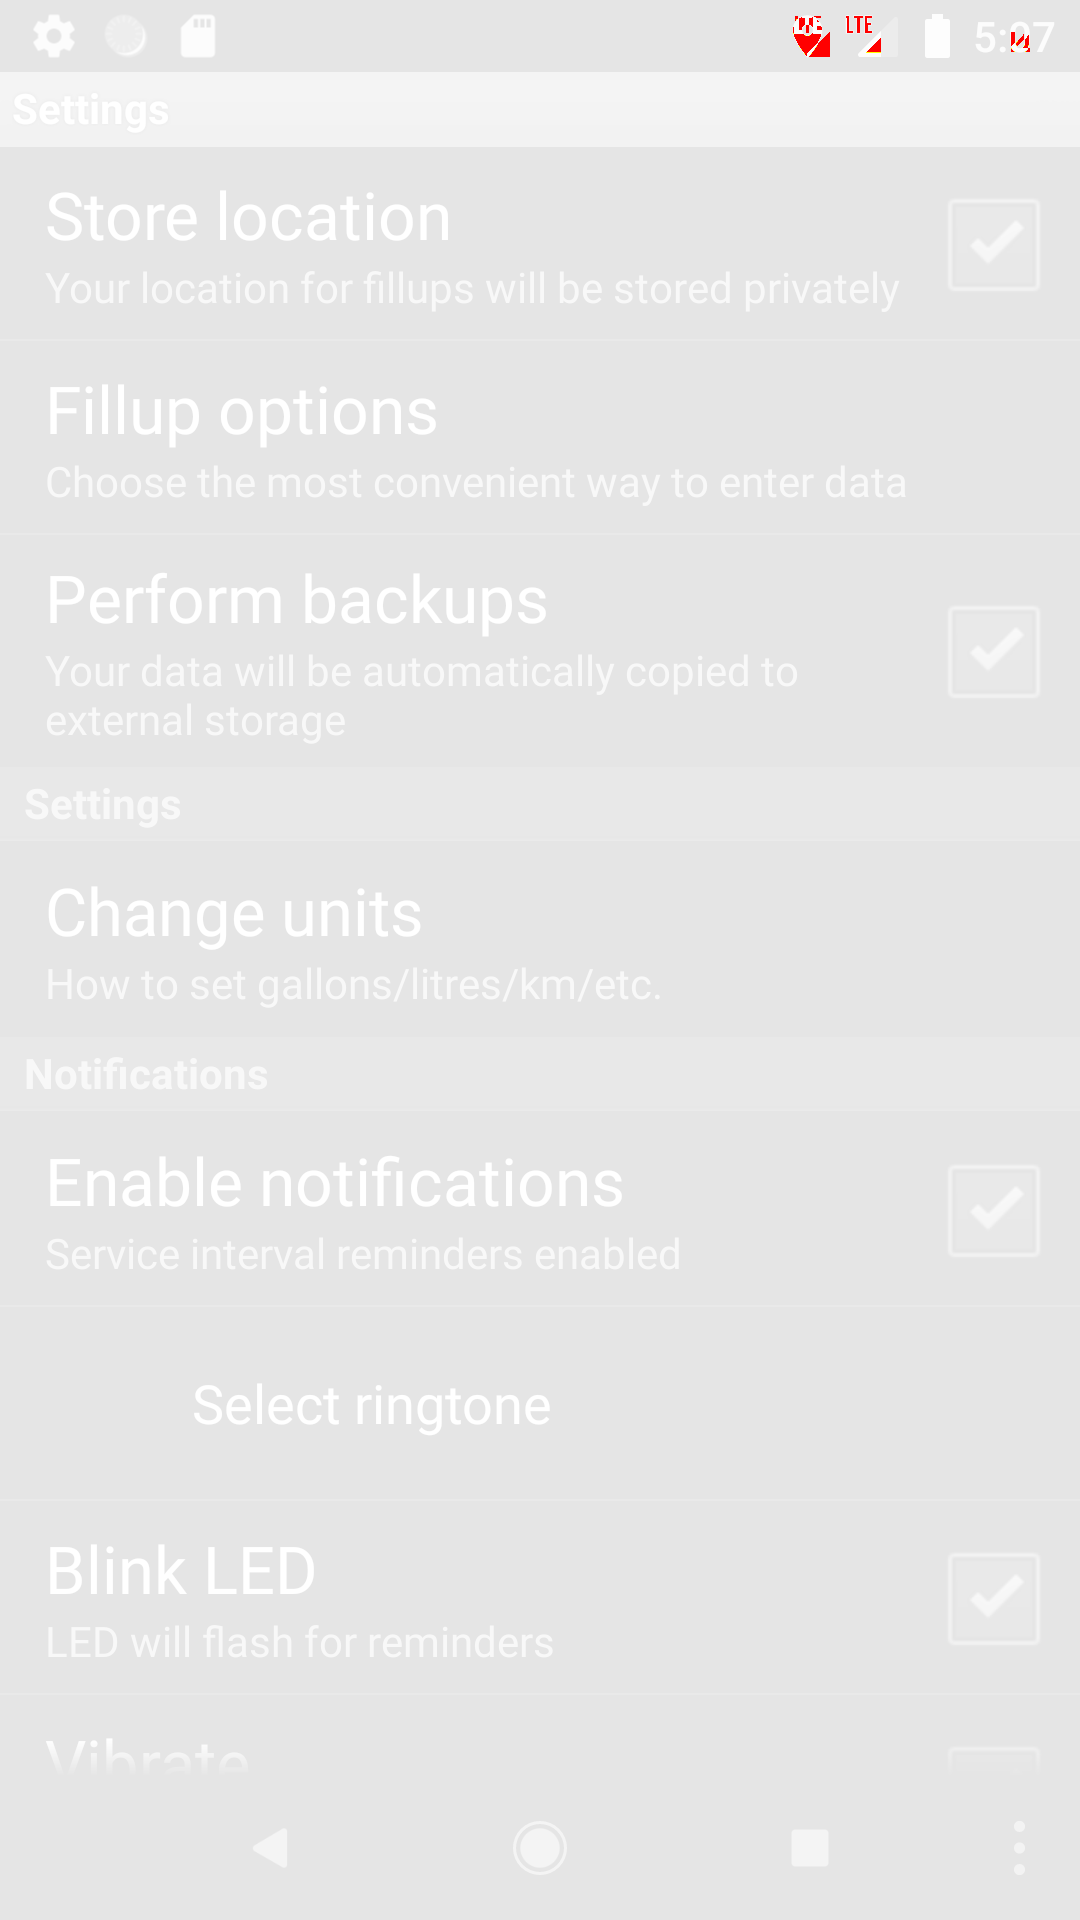 LTE 5:07
Settings
Store location
Your location for fillups will be stored privately
Fillup options
Choose the most convenient way to enter data
Perform backups
Your data will be automatically copied to
external storage
Settings
Change units
How to set gallons/litres/km/etc.
Notifications
Enable notifications
Service interval reminders enabled
Select ringtone
Blink LED
LED will flash for reminders
Vibrate